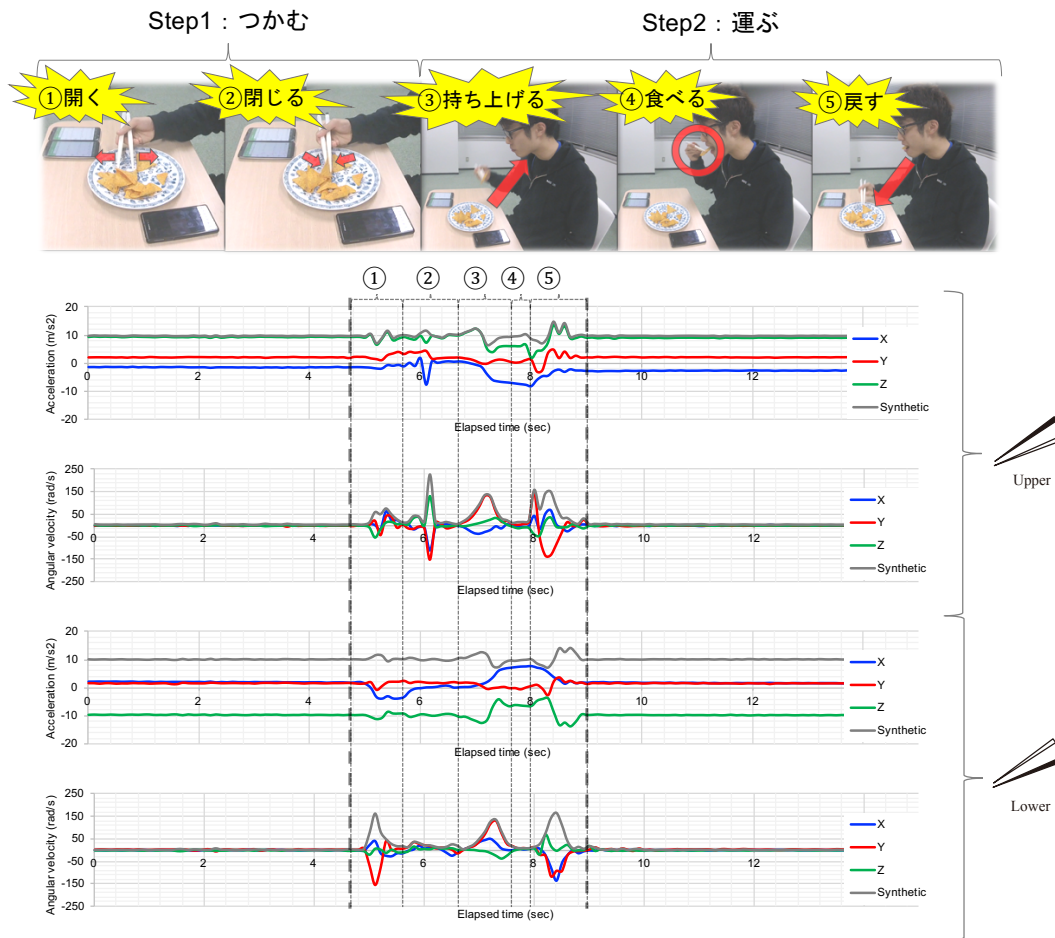 Step1：つかむ
Step2：運ぶ
①開く
②閉じる
③持ち上げる
④食べる
⑤戻す
①
②
③
④
⑤
Acceleration (m/s2)
20
10
0
-10
-20
0
2
4
6
8
10
12
Elapsed time (sec)
X
Y
Z
Synthetic
Angular velocity (rad/s)
250
150
50
-50
-150
-250
0
2
4
6
8
10
12
Elapsed time (sec)
X
Y
Z
Synthetic
Upper
Acceleration (m/s2)
20
10
0
-10
-20
0
2
4
6
8
10
12
Elapsed time (sec)
X
Y
Z
Synthetic
Angular velocity (rad/s)
250
150
50
-50
-150
-250
0
2
4
6
8
10
12
Elapsed time (sec)
X
Y
Z
Synthetic
Lower